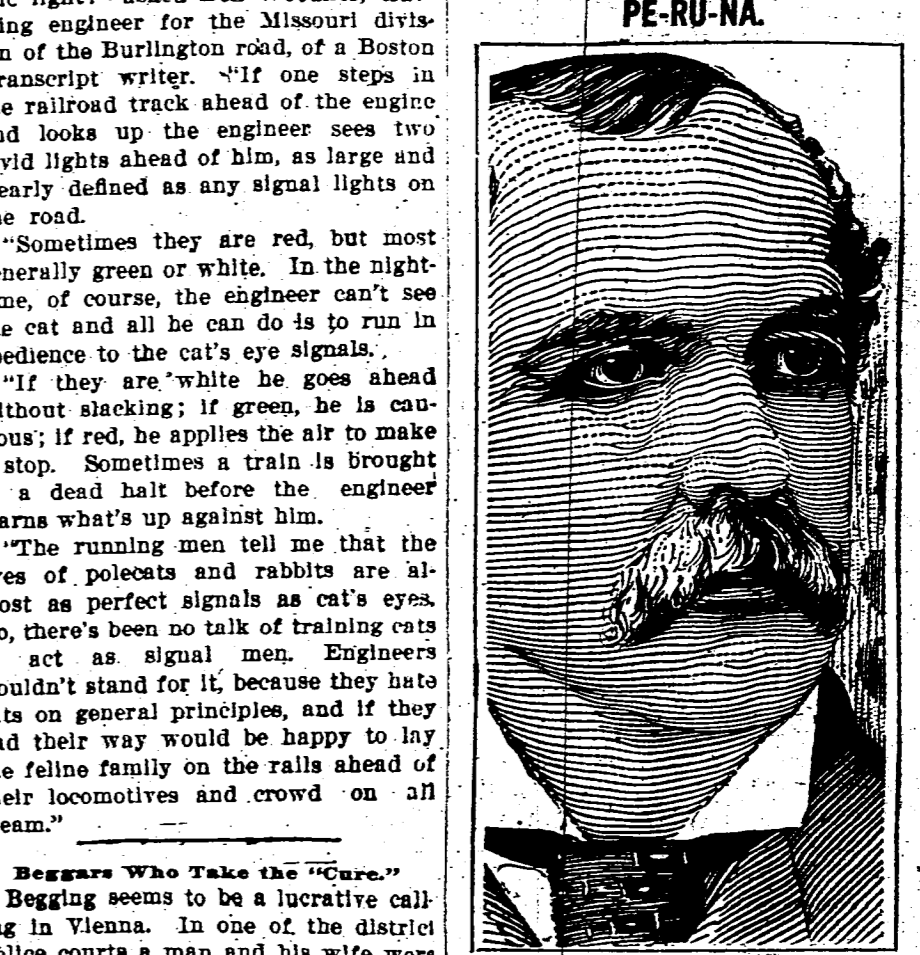 ing engineer for the Missouri divis-
n of the Burlington road, of a Boston
ranscript writer. "If one steps in
e railroad track ahead of the engine
nd looks up the engineer sees two
vid lights ahead of him, as large and
early defined as any signal lights on
e road.
"Sometimes they are red, but most
enerally green or white. In the night-
me, of course, the engineer can't see
e cat and all he can do is to run in
bedience to the cat's eye signals.
"If they are white he goes ahead
ithout slacking; if green, he is cau-
ous; if red, he applies the air to make
stop. Sometimes a train is brought
a dead halt before the engineer
arns what's up against him.
"The running men tell me that the
es of polecats and rabbits are al-
ost as perfect signals as cat's eyes.
o, there's been no talk of training cats
act as signal men. Engineers
ouldn't stand for it, because they hate
ts on general principles, and if they
ad their way would be happy to lay
e feline family on the rails ahead of
eir locomotives and crowd on all
eam."
Beggars Who Take the "Cure."
Begging seems to be a lucrative call-
g in Vienna. In one of the district
olice courts a man and his wife were
PE-RU-NA.